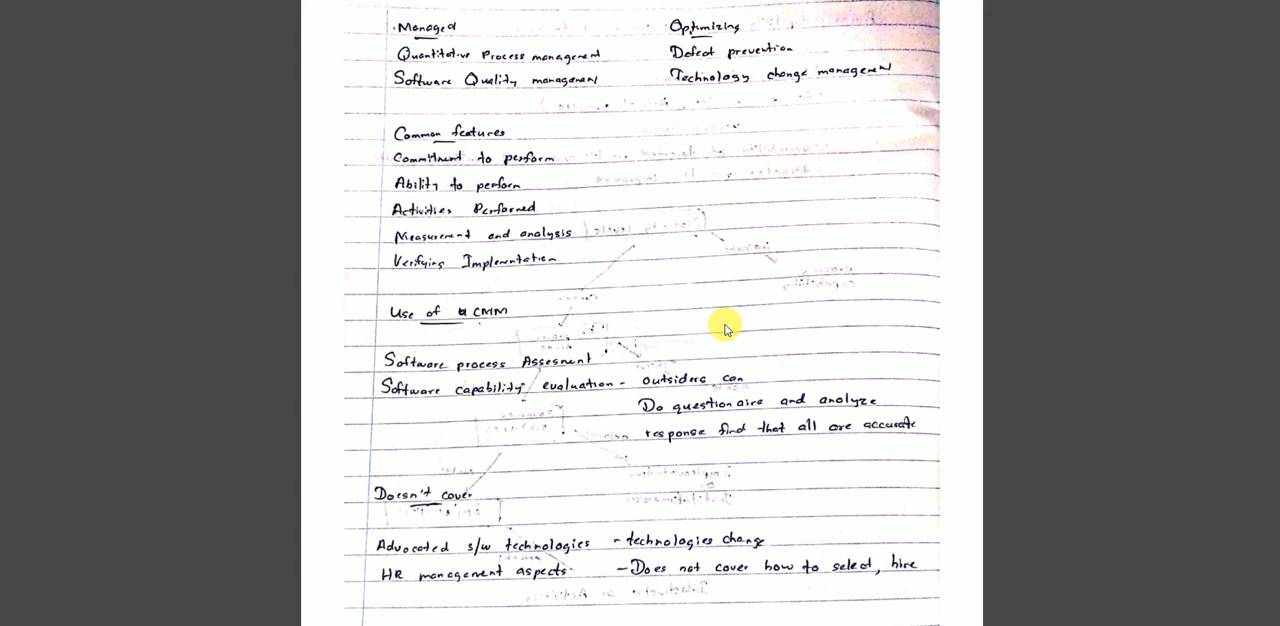 Managed
Optimizing
Quantitative Process management
Defect prevention
Software Quality management
Technology change management
Common features
Commitment to perform
Ability to perform
Activities Performed
Measurement and analysis
Verifying Implementation
Use of CMM
Software process Assesment
Software capability evaluation - outsiders can
Do questionaire and analyze
response find that all are accurate
Doesn't cover
Advocated s/w technologies - technologies change
HR management aspects - Does not cover how to select, hire